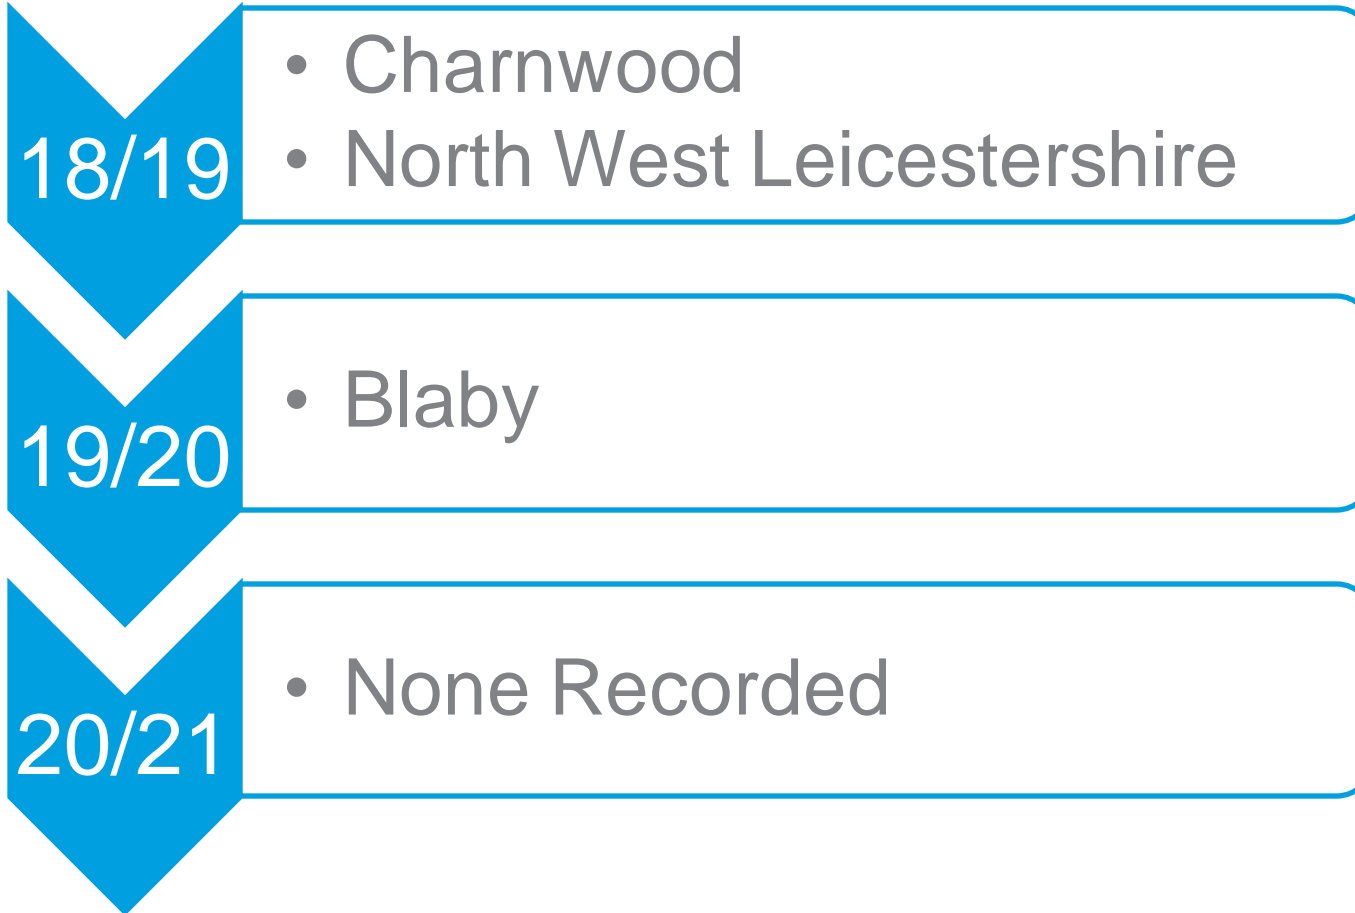 18/19
• Charnwood
• North West Leicestershire
19/20
• Blaby
20/21
• None Recorded